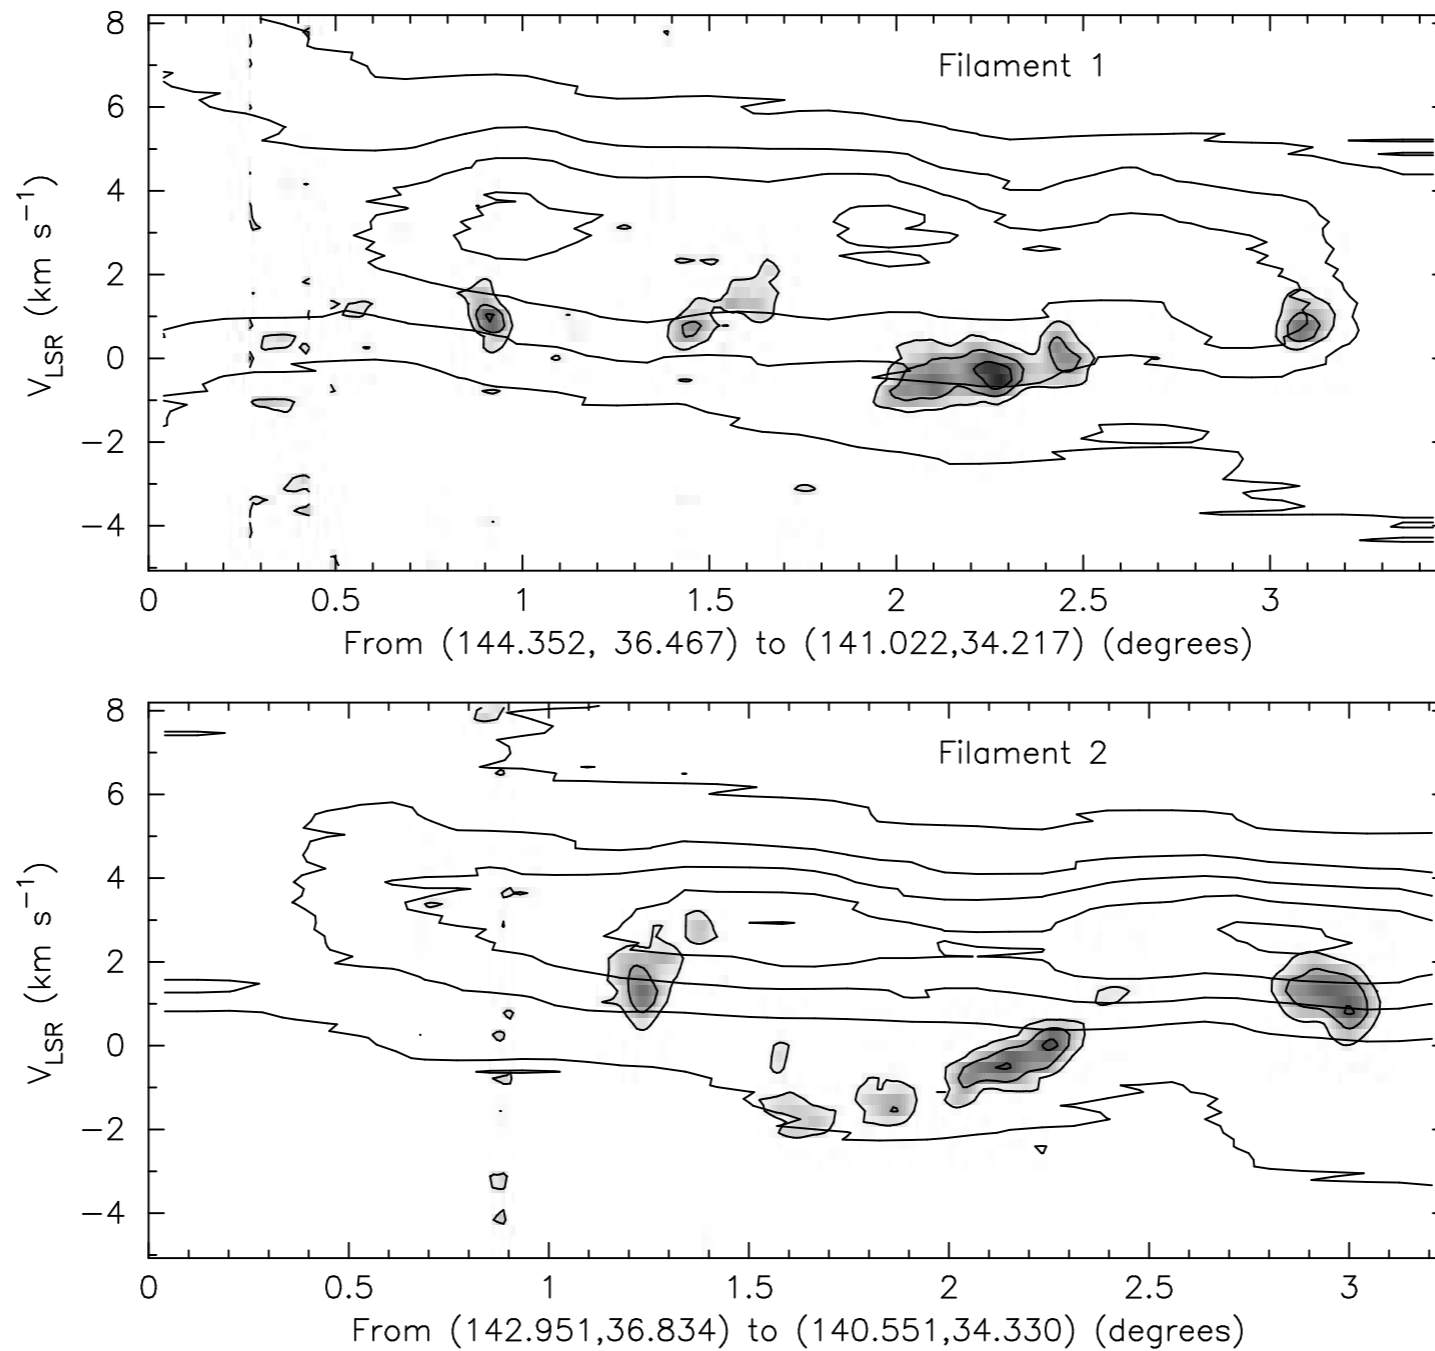 8
6
4
2
0
−2
−4
V_LSR (km s⁻¹)
Filament 1
0 0.5 1 1.5 2 2.5 3
From (144.352, 36.467) to (141.022,34.217) (degrees)
8
6
4
2
0
−2
−4
V_LSR (km s⁻¹)
Filament 2
0 0.5 1 1.5 2 2.5 3
From (142.951,36.834) to (140.551,34.330) (degrees)